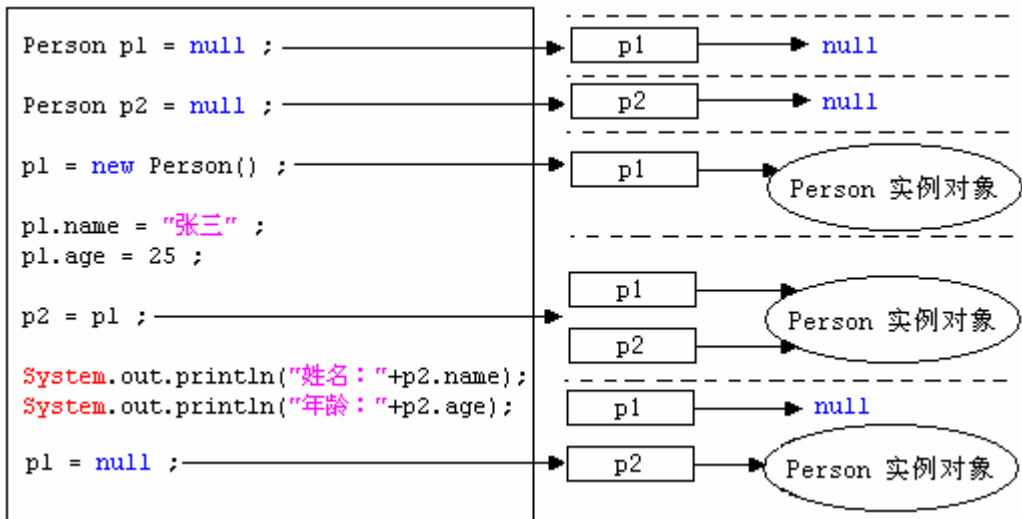 Person p1 = null ;
p1
null
Person p2 = null ;
p2
null
p1 = new Person() ;
p1
Person 实例对象
p1.name = "张三" ;
p1.age = 25 ;
p2 = p1 ;
p1
p2
Person 实例对象
System.out.println("姓名："+p2.name);
System.out.println("年龄："+p2.age);
p1 = null ;
p1
null
p2
Person 实例对象